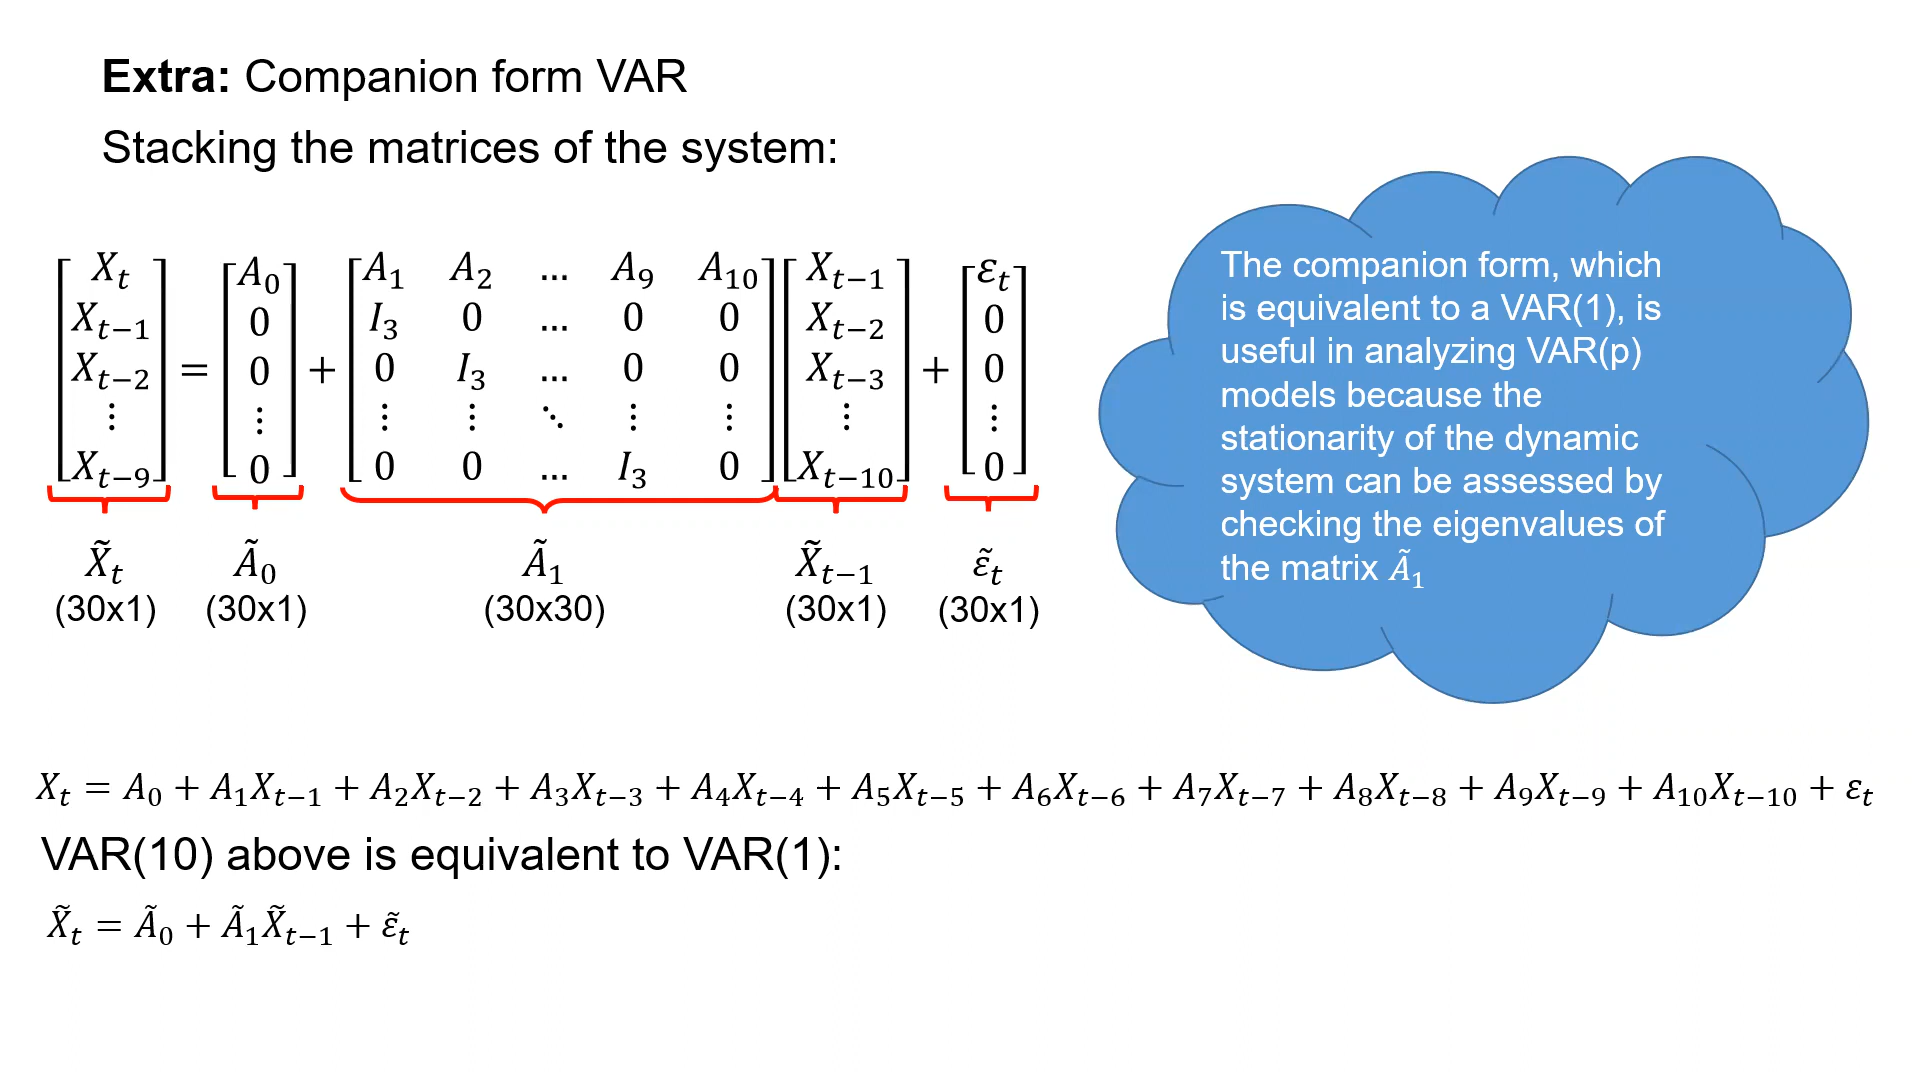 Extra: Companion form VAR
Stacking the matrices of the system:
[X_t; X_{t−1}; X_{t−2}; ⋮; X_{t−9}] = [A_0; 0; 0; ⋮; 0] + [A_1 A_2 … A_9 A_{10}; I_3 0 … 0 0; 0 I_3 … 0 0; ⋮ ⋮ ⋱ ⋮ ⋮; 0 0 … I_3 0] [X_{t−1}; X_{t−2}; X_{t−3}; ⋮; X_{t−10}] + [ε_t; 0; 0; ⋮; 0]
X̃_t Ã_0 Ã_1 X̃_{t−1} ε̃_t
(30x1) (30x1) (30x30) (30x1) (30x1)
The companion form, which
is equivalent to a VAR(1), is
useful in analyzing VAR(p)
models because the
stationarity of the dynamic
system can be assessed by
checking the eigenvalues of
the matrix Ã_1
X_t = A_0 + A_1X_{t−1} + A_2X_{t−2} + A_3X_{t−3} + A_4X_{t−4} + A_5X_{t−5} + A_6X_{t−6} + A_7X_{t−7} + A_8X_{t−8} + A_9X_{t−9} + A_{10}X_{t−10} + ε_t
VAR(10) above is equivalent to VAR(1):
X̃_t = Ã_0 + Ã_1X̃_{t−1} + ε̃_t